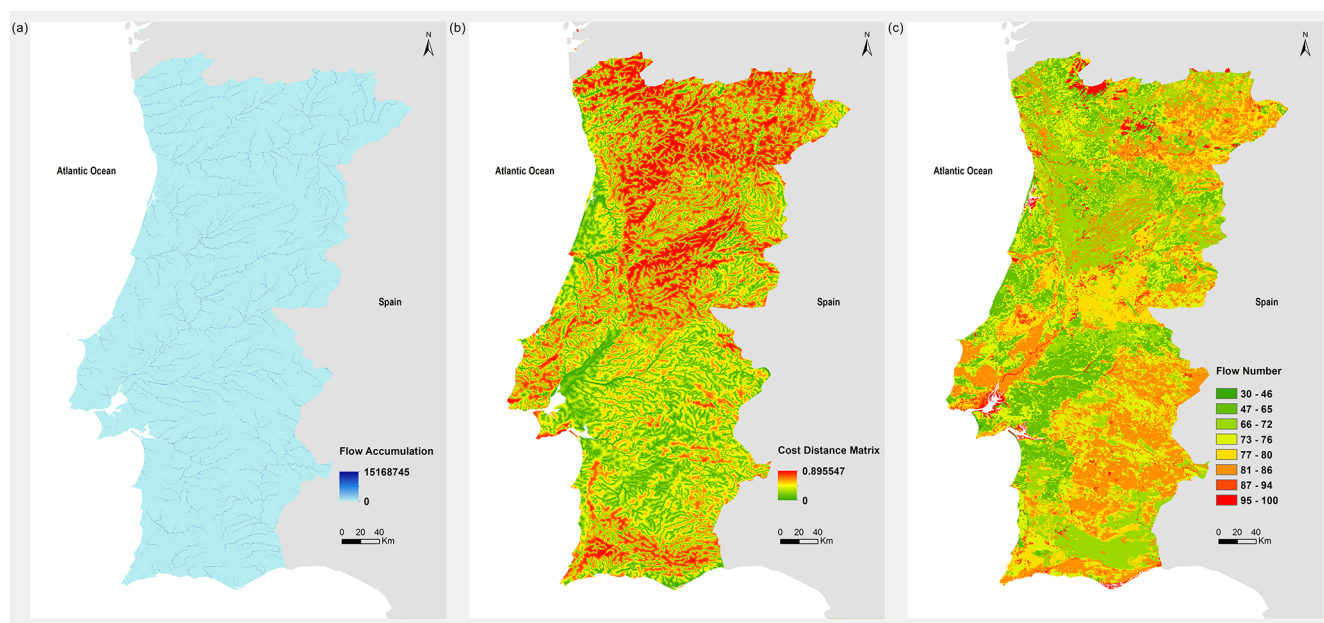 (a)
N
Atlantic Ocean
Spain
Flow Accumulation
15168745
0
0 20 40
Km
(b)
N
Atlantic Ocean
Spain
Cost Distance Matrix
0.895547
0
0 20 40
Km
(c)
N
Atlantic Ocean
Spain
Flow Number
30 - 46
47 - 65
66 - 72
73 - 76
77 - 80
81 - 86
87 - 94
95 - 100
0 20 40
Km